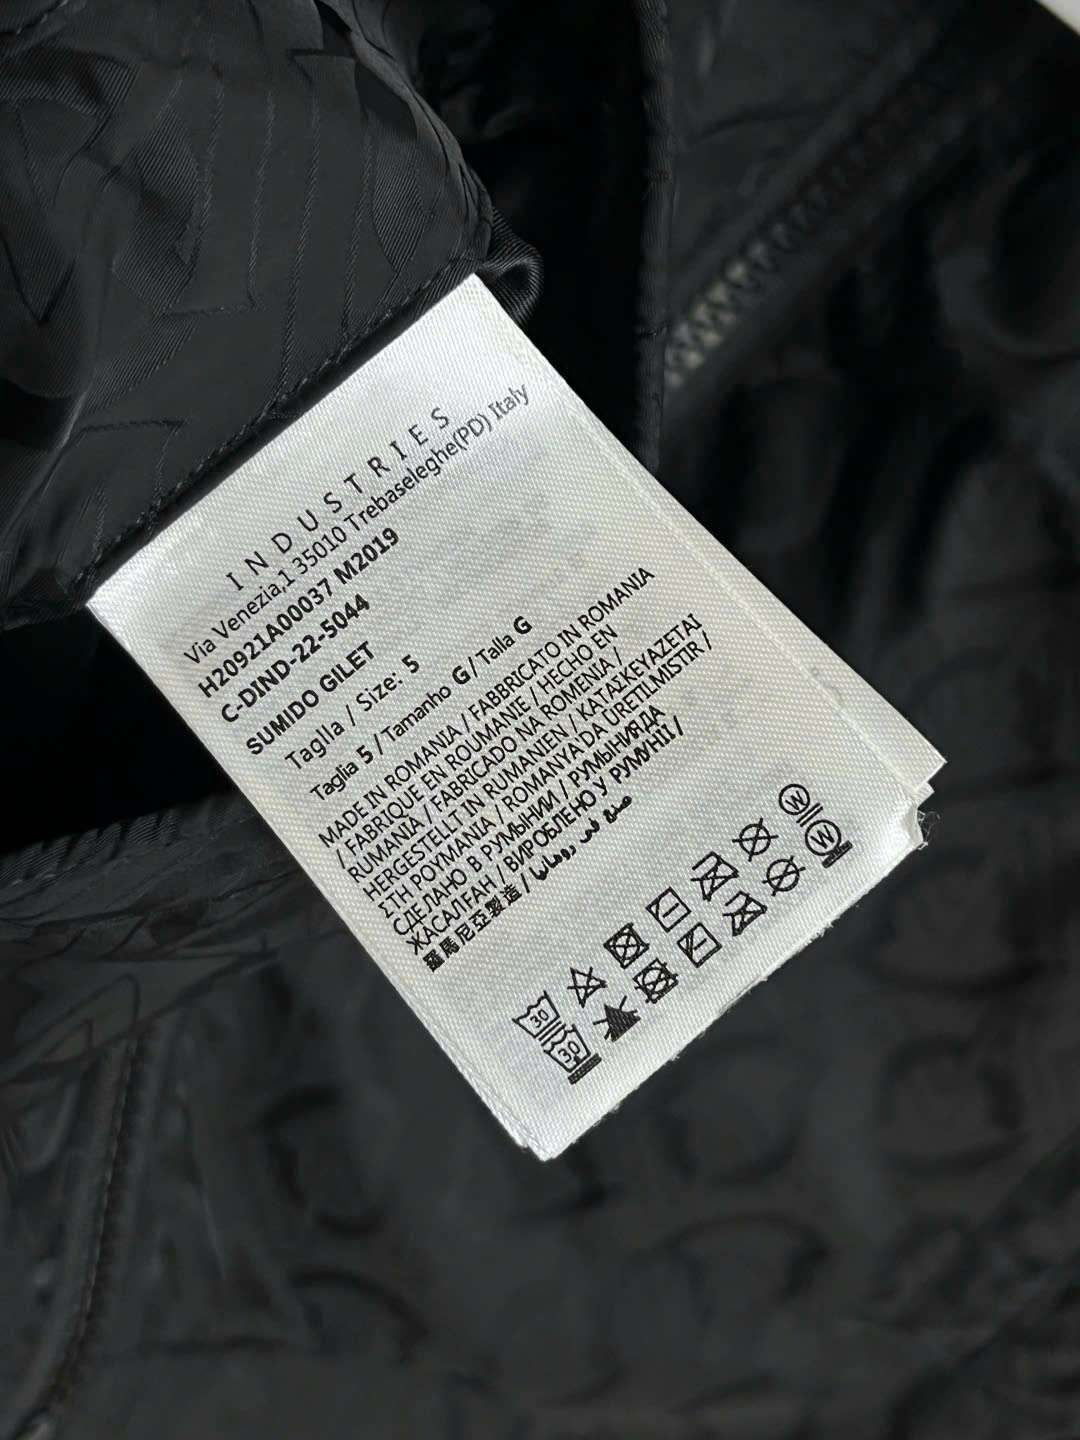 INDUSTRIES
Via Venezia,1 35010 Trebaseleghe(PD) Italy
H20921A00037 M2019
C-DIND-22-5044
SUMIDO GILET
Taglla / Size: 5
Taglia 5 / Tamanho G / Talla G
MADE IN ROMANIA / FABBRICATO IN ROMANIA
/ FABRIQUE EN ROUMANIE / HECHO EN
RUMANIA / FABRICADO NA ROMENIA /
HERGESTELLT IN RUMANIEN / ΚΑΤΑΣΚΕΥΑΖΕΤΑΙ
ΣΤΗ ΡΟΥΜΑΝΙΑ / ROMANYA'DA URETILMISTIR /
СДЕЛАНО В РУМЫНИИ / РУМЫНИЯДА
ЖАСАЛҒАН / ВИРОБЛЕНО У РУМУНІЇ /
羅馬尼亞製造 / صنع في رومانيا
30
30
W
W